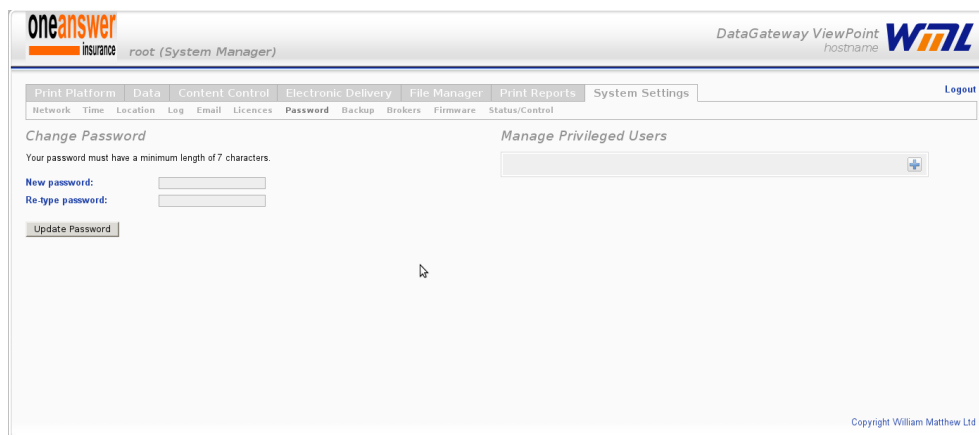 oneanswer
insurance
root (System Manager)
DataGateway ViewPoint
hostname
WML
Print Platform Data Content Control Electronic Delivery File Manager Print Reports System Settings
Logout
Network Time Location Log Email Licences Password Backup Brokers Firmware Status/Control
Change Password
Manage Privileged Users
Your password must have a minimum length of 7 characters.
New password:
Re-type password:
Update Password
Copyright William Matthew Ltd